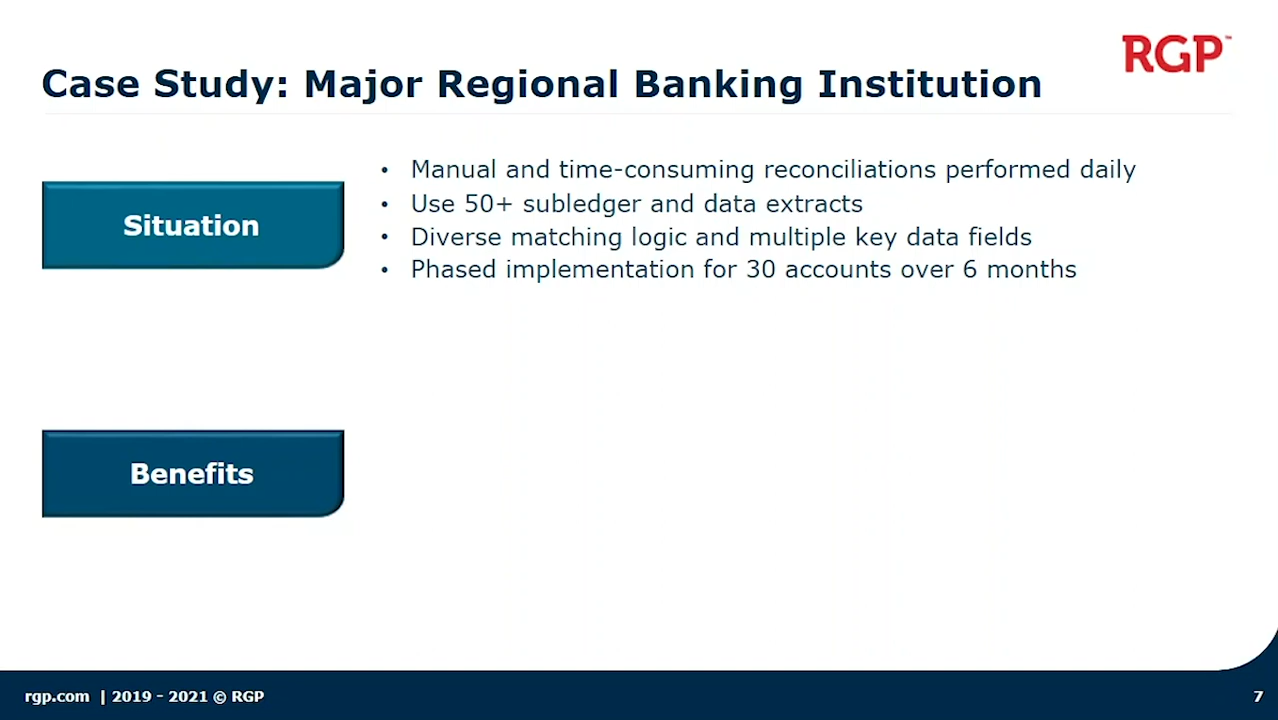 RGP™
Case Study: Major Regional Banking Institution
Situation
• Manual and time-consuming reconciliations performed daily
• Use 50+ subledger and data extracts
• Diverse matching logic and multiple key data fields
• Phased implementation for 30 accounts over 6 months
Benefits
rgp.com | 2019 - 2021 © RGP
7